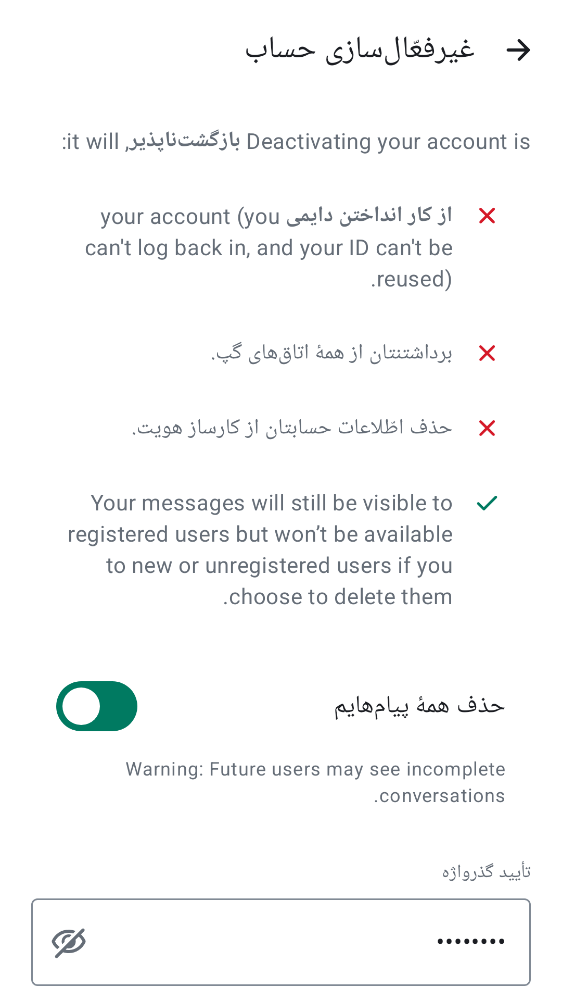 غیرفعّال‌سازی حساب
Deactivating your account is بازگشت‌ناپذیر, it will:
از کار انداختن دایمی your account (you
can't log back in, and your ID can't be
reused).
برداشتنتان از همهٔ اتاق‌های گپ.
حذف اطّلاعات حسابتان از کارساز هویت.
Your messages will still be visible to
registered users but won’t be available
to new or unregistered users if you
choose to delete them.
حذف همهٔ پیام‌هایم
Warning: Future users may see incomplete
conversations.
تأیید گذرواژه
••••••••